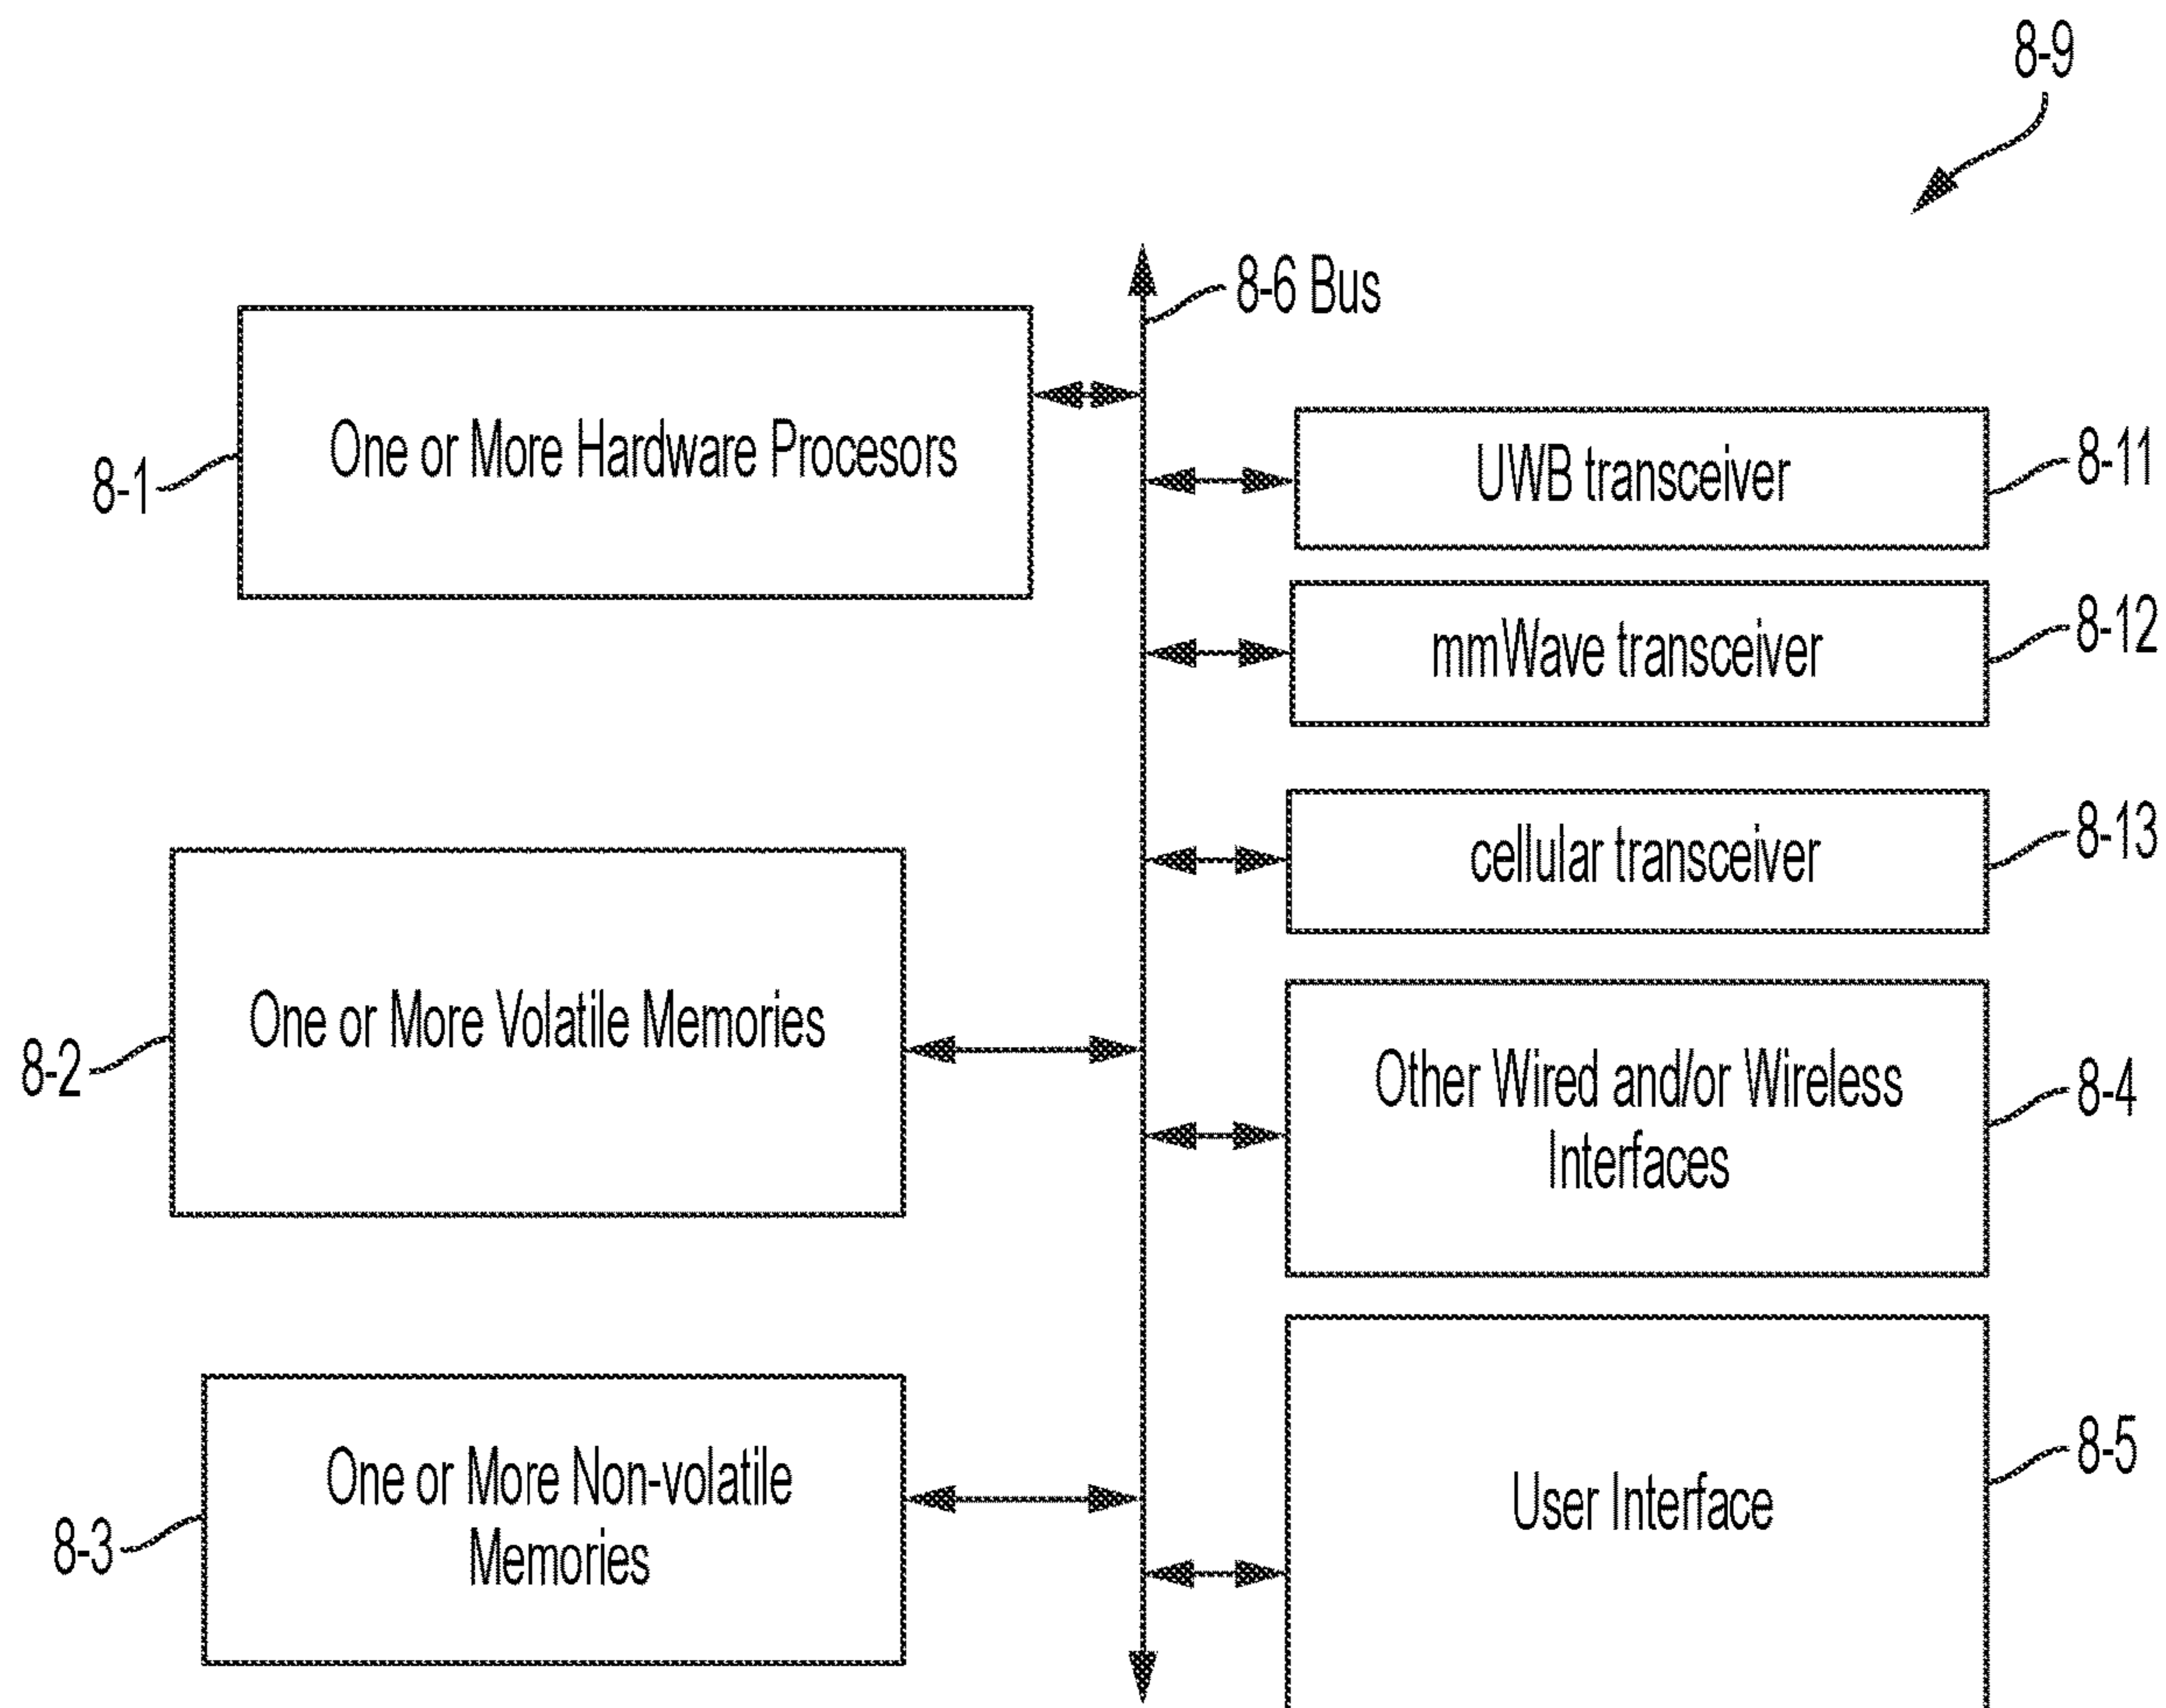 8-9
8-6 Bus
One or More Hardware Procesors
8-1
UWB transceiver
8-11
mmWave transceiver
8-12
cellular transceiver
8-13
One or More Volatile Memories
8-2
Other Wired and/or Wireless
Interfaces
8-4
One or More Non-volatile
Memories
8-3
User Interface
8-5